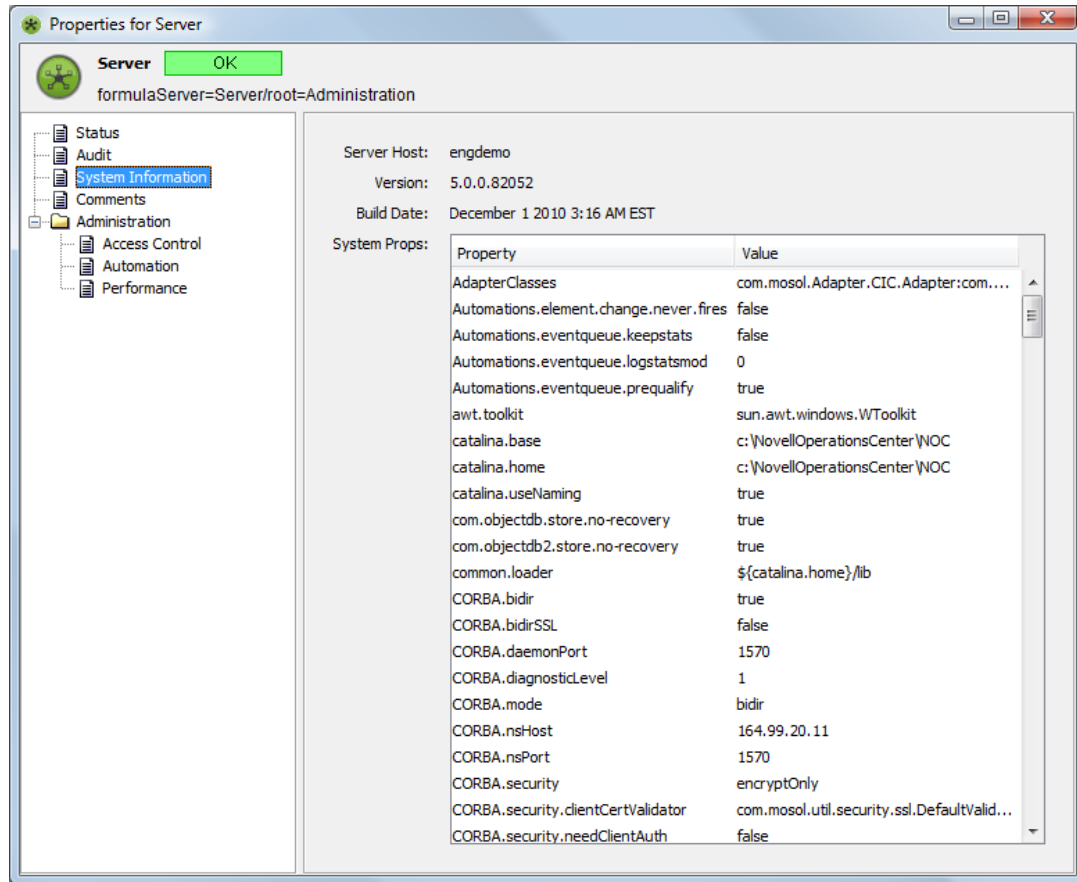 Properties for Server
Server OK
formulaServer=Server/root=Administration
Status
Audit
System Information
Comments
Administration
Access Control
Automation
Performance
Server Host: engdemo
Version: 5.0.0.82052
Build Date: December 1 2010 3:16 AM EST
System Props:
Property Value
AdapterClasses com.mosol.Adapter.CIC.Adapter:com....
Automations.element.change.never.fires false
Automations.eventqueue.keepstats false
Automations.eventqueue.logstatsmod 0
Automations.eventqueue.prequalify true
awt.toolkit sun.awt.windows.WToolkit
catalina.base c:\NovellOperationsCenter\NOC
catalina.home c:\NovellOperationsCenter\NOC
catalina.useNaming true
com.objectdb.store.no-recovery true
com.objectdb2.store.no-recovery true
common.loader ${catalina.home}/lib
CORBA.bidir true
CORBA.bidirSSL false
CORBA.daemonPort 1570
CORBA.diagnosticLevel 1
CORBA.mode bidir
CORBA.nsHost 164.99.20.11
CORBA.nsPort 1570
CORBA.security encryptOnly
CORBA.security.clientCertValidator com.mosol.util.security.ssl.DefaultValid...
CORBA.security.needClientAuth false